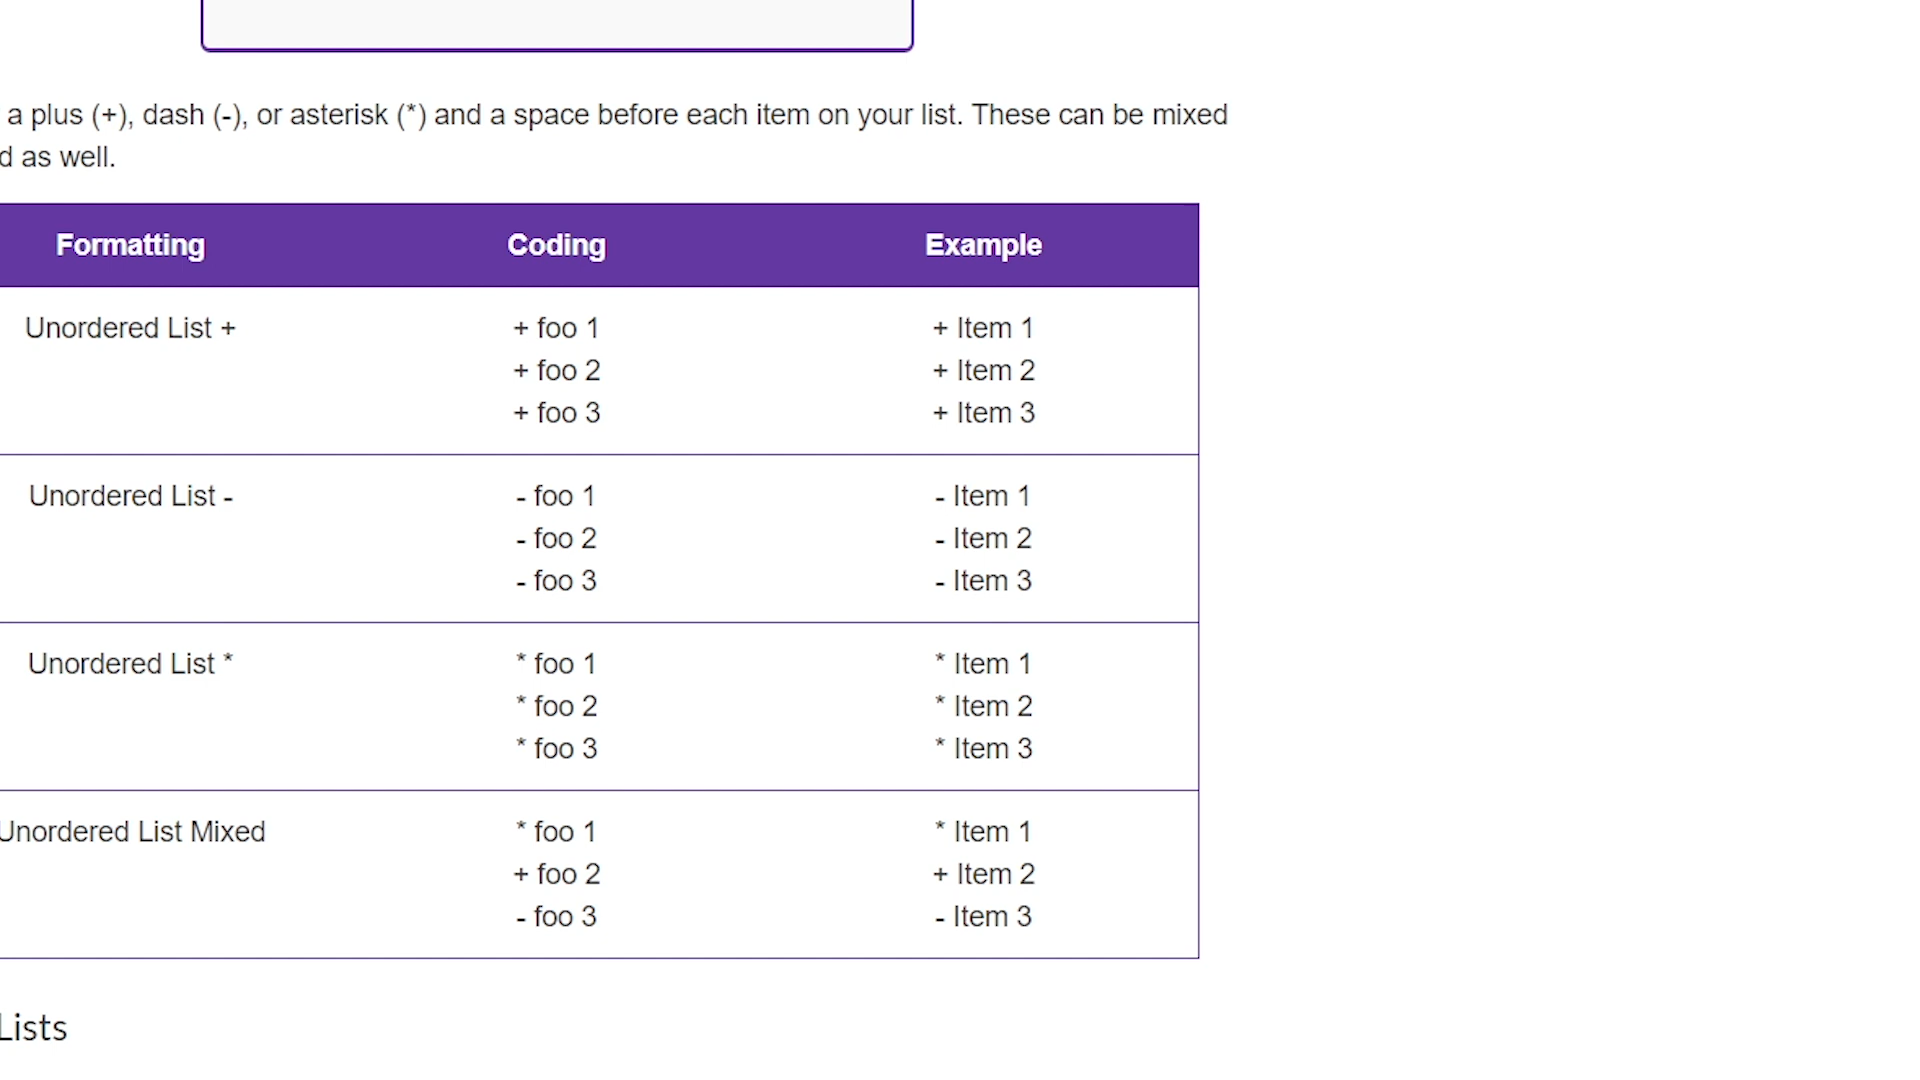 a plus (+), dash (-), or asterisk (*) and a space before each item on your list. These can be mixed
as well.
Formatting Coding Example
Unordered List + + foo 1 + Item 1
+ foo 2 + Item 2
+ foo 3 + Item 3
Unordered List - - foo 1 - Item 1
- foo 2 - Item 2
- foo 3 - Item 3
Unordered List * * foo 1 * Item 1
* foo 2 * Item 2
* foo 3 * Item 3
Unordered List Mixed * foo 1 * Item 1
+ foo 2 + Item 2
- foo 3 - Item 3
Lists